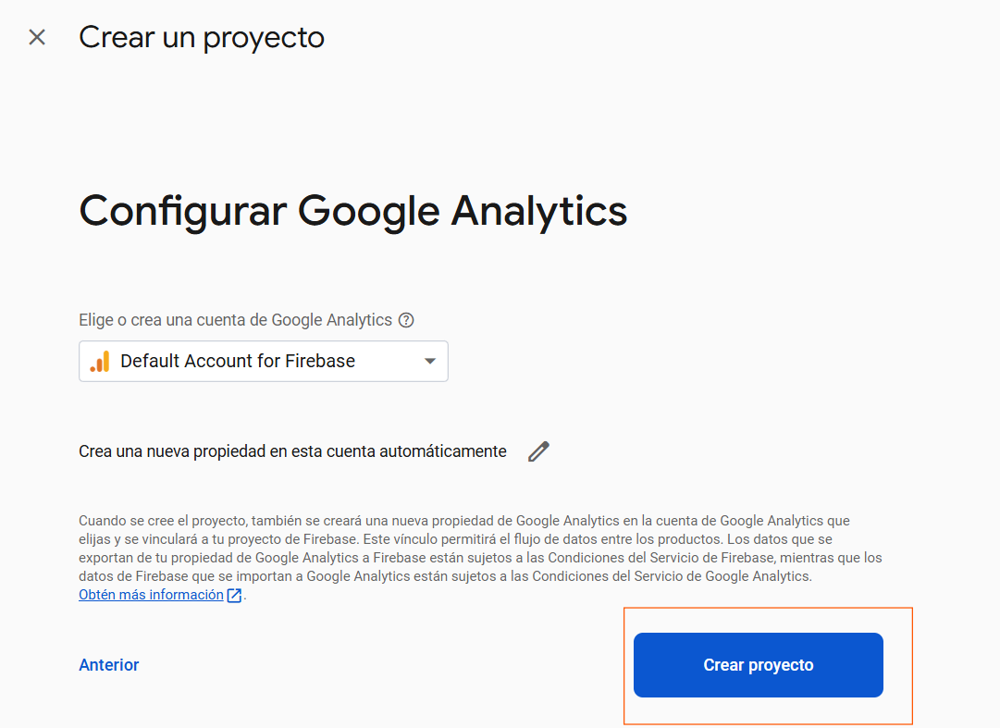 Crear un proyecto
Configurar Google Analytics
Elige o crea una cuenta de Google Analytics
Default Account for Firebase
Crea una nueva propiedad en esta cuenta automáticamente
Cuando se cree el proyecto, también se creará una nueva propiedad de Google Analytics en la cuenta de Google Analytics que
elijas y se vinculará a tu proyecto de Firebase. Este vínculo permitirá el flujo de datos entre los productos. Los datos que se
exportan de tu propiedad de Google Analytics a Firebase están sujetos a las Condiciones del Servicio de Firebase, mientras que los
datos de Firebase que se importan a Google Analytics están sujetos a las Condiciones del Servicio de Google Analytics.
Obtén más información.
Anterior
Crear proyecto